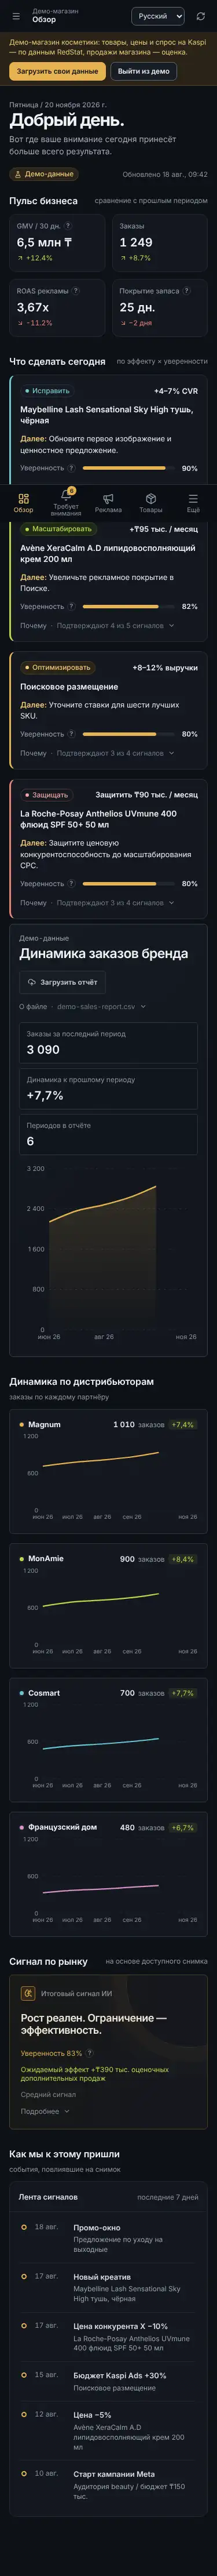 Демо-магазин
Обзор
Русский
Демо-магазин косметики: товары, цены и спрос на Kaspi
— по данным RedStat, продажи магазина — оценка.
Загрузить свои данные
Выйти из демо
Пятница / 20 ноября 2026 г.
Добрый день.
Вот где ваше внимание сегодня принесёт
больше всего результата.
Демо-данные
Обновлено 18 авг., 09:42
Пульс бизнеса
сравнение с прошлым периодом
GMV / 30 дн. ?
6,5 млн ₸
↗ +12.4%
Заказы
1 249
↗ +8.7%
ROAS рекламы ?
3,67x
↘ −11.2%
Покрытие запаса ?
25 дн.
↘ −2 дня
Что сделать сегодня
по эффекту × уверенности
Исправить
+4–7% CVR
Maybelline Lash Sensational Sky High тушь,
чёрная
Далее: Обновите первое изображение и
ценностное предложение.
Уверенность ?
90%
Обзор
6
Требует
внимания
Реклама
Товары
Ещё
Масштабировать
+₸95 тыс. / месяц
Avène XeraCalm A.D липидовосполняющий
крем 200 мл
Далее: Увеличьте рекламное покрытие в
Поиске.
Уверенность ?
82%
Почему · Подтверждают 4 из 5 сигналов
Оптимизировать
+8–12% выручки
Поисковое размещение
Далее: Уточните ставки для шести лучших
SKU.
Уверенность ?
80%
Почему · Подтверждают 3 из 4 сигналов
Защищать
Защитить ₸90 тыс. / месяц
La Roche-Posay Anthelios UVmune 400
флюид SPF 50+ 50 мл
Далее: Защитите ценовую
конкурентоспособность до масштабирования
CPC.
Уверенность ?
80%
Почему · Подтверждают 3 из 4 сигналов
Демо-данные
Динамика заказов бренда
Загрузить отчёт
О файле · demo-sales-report.csv
Заказы за последний период
3 090
Динамика к прошлому периоду
+7,7%
Периодов в отчёте
6
3 200
2 400
1 600
800
0
июн 26 авг 26 ноя 26
Динамика по дистрибьюторам
заказы по каждому партнёру
Magnum
1 010 заказов +7,4%
1 200
600
0
июн 26 июл 26 авг 26 сен 26 ноя 26
MonAmie
900 заказов +8,4%
1 200
600
0
июн 26 июл 26 авг 26 сен 26 ноя 26
Cosmart
700 заказов +7,7%
1 200
600
0
июн 26 июл 26 авг 26 сен 26 ноя 26
Французский дом
480 заказов +6,7%
1 200
600
0
июн 26 июл 26 авг 26 сен 26 ноя 26
Сигнал по рынку
на основе доступного снимка
Итоговый сигнал ИИ
Рост реален. Ограничение —
эффективность.
Уверенность 83% ?
Ожидаемый эффект +₸390 тыс. оценочных
дополнительных продаж
Средний сигнал
Подробнее
Как мы к этому пришли
события, повлиявшие на снимок
Лента сигналов
последние 7 дней
18 авг.
Промо-окно
Предложение по уходу на
выходные
17 авг.
Новый креатив
Maybelline Lash Sensational Sky
High тушь, чёрная
17 авг.
Цена конкурента X −10%
La Roche-Posay Anthelios UVmune
400 флюид SPF 50+ 50 мл
15 авг.
Бюджет Kaspi Ads +30%
Поисковое размещение
12 авг.
Цена −5%
Avène XeraCalm A.D
липидовосполняющий крем 200
мл
10 авг.
Старт кампании Meta
Аудитория beauty / бюджет ₸150
тыс.